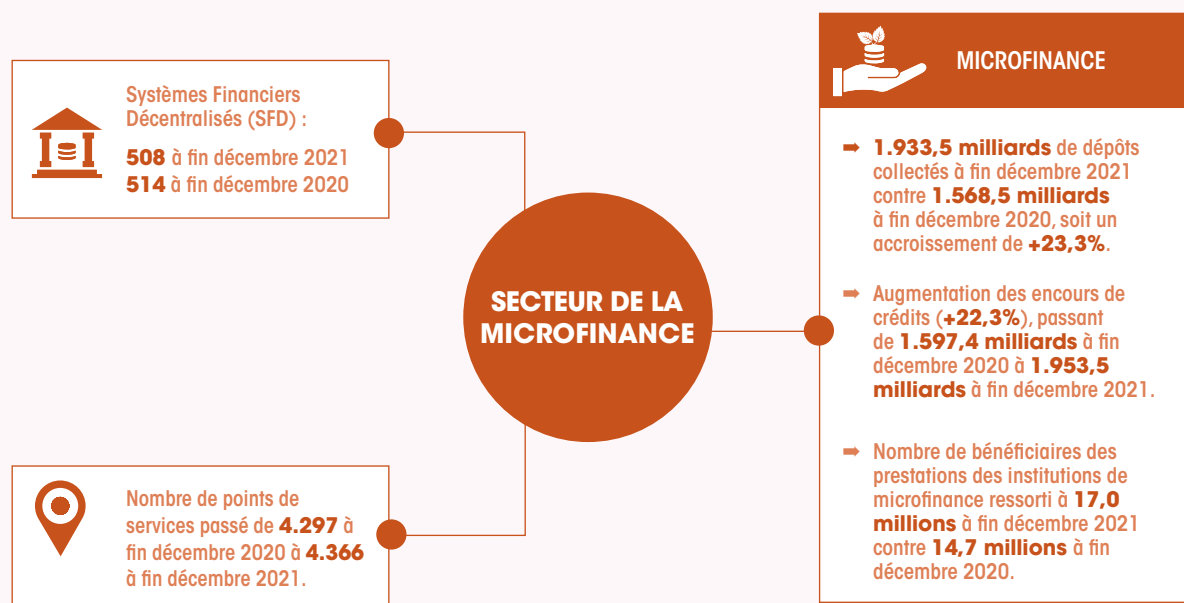 Systèmes Financiers
Décentralisés (SFD) :
508 à fin décembre 2021
514 à fin décembre 2020
Nombre de points de
services passé de 4.297 à
fin décembre 2020 à 4.366
à fin décembre 2021.
SECTEUR DE LA
MICROFINANCE
MICROFINANCE
➡ 1.933,5 milliards de dépôts
collectés à fin décembre 2021
contre 1.568,5 milliards
à fin décembre 2020, soit un
accroissement de +23,3%.
➡ Augmentation des encours de
crédits (+22,3%), passant
de 1.597,4 milliards à fin
décembre 2020 à 1.953,5
milliards à fin décembre 2021.
➡ Nombre de bénéficiaires des
prestations des institutions de
microfinance ressorti à 17,0
millions à fin décembre 2021
contre 14,7 millions à fin
décembre 2020.